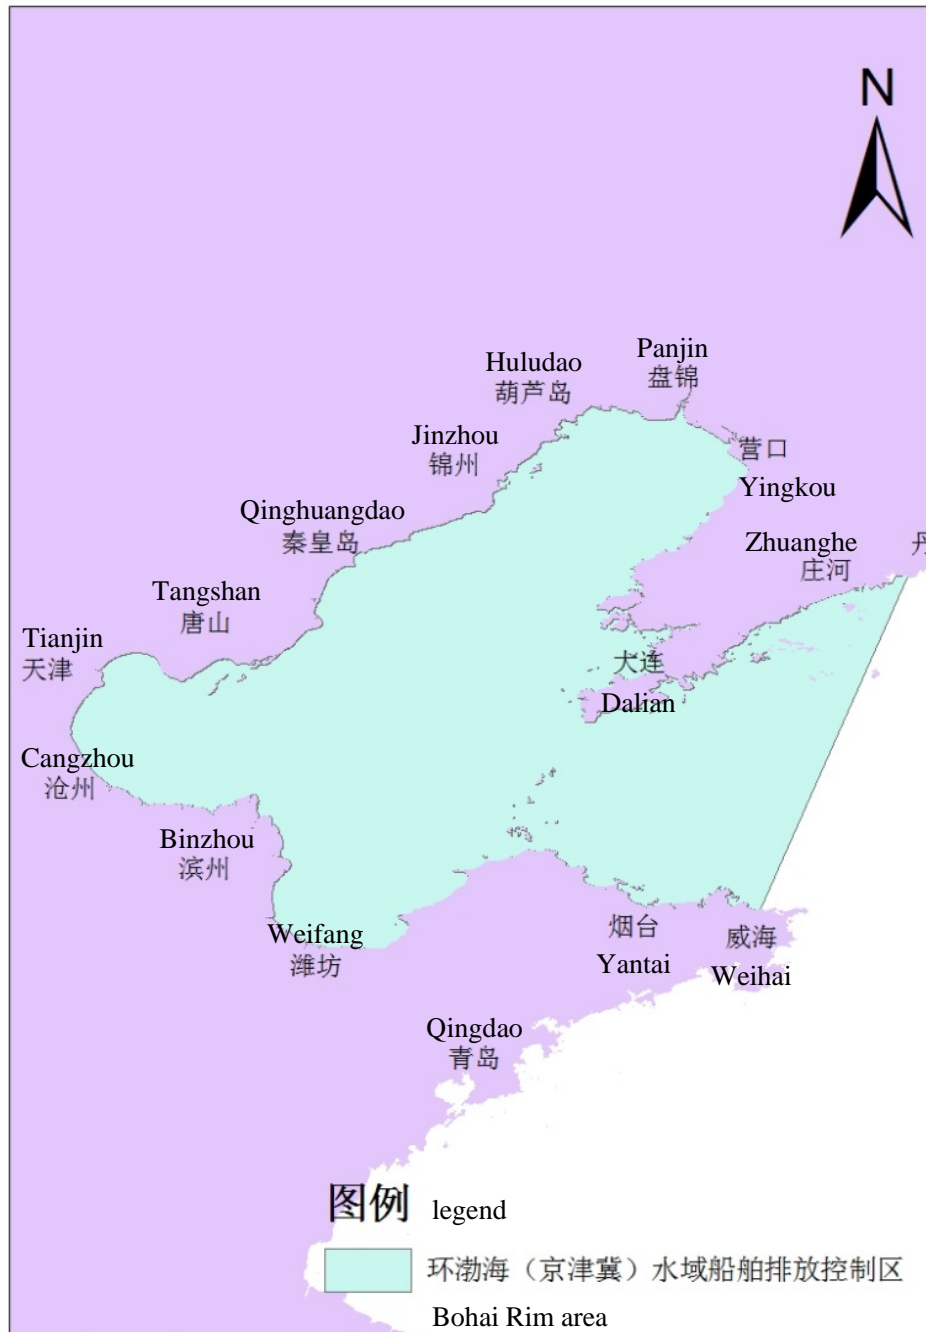 N
Panjin
盘锦
Huludao
葫芦岛
Jinzhou
锦州
营口
Yingkou
Qinghuangdao
秦皇岛
Zhuanghe
庄河
丹
Tangshan
唐山
Tianjin
天津
大连
Dalian
Cangzhou
沧州
Binzhou
滨州
Weifang
潍坊
烟台
Yantai
威海
Weihai
Qingdao
青岛
图例 legend
环渤海（京津冀）水域船舶排放控制区
Bohai Rim area